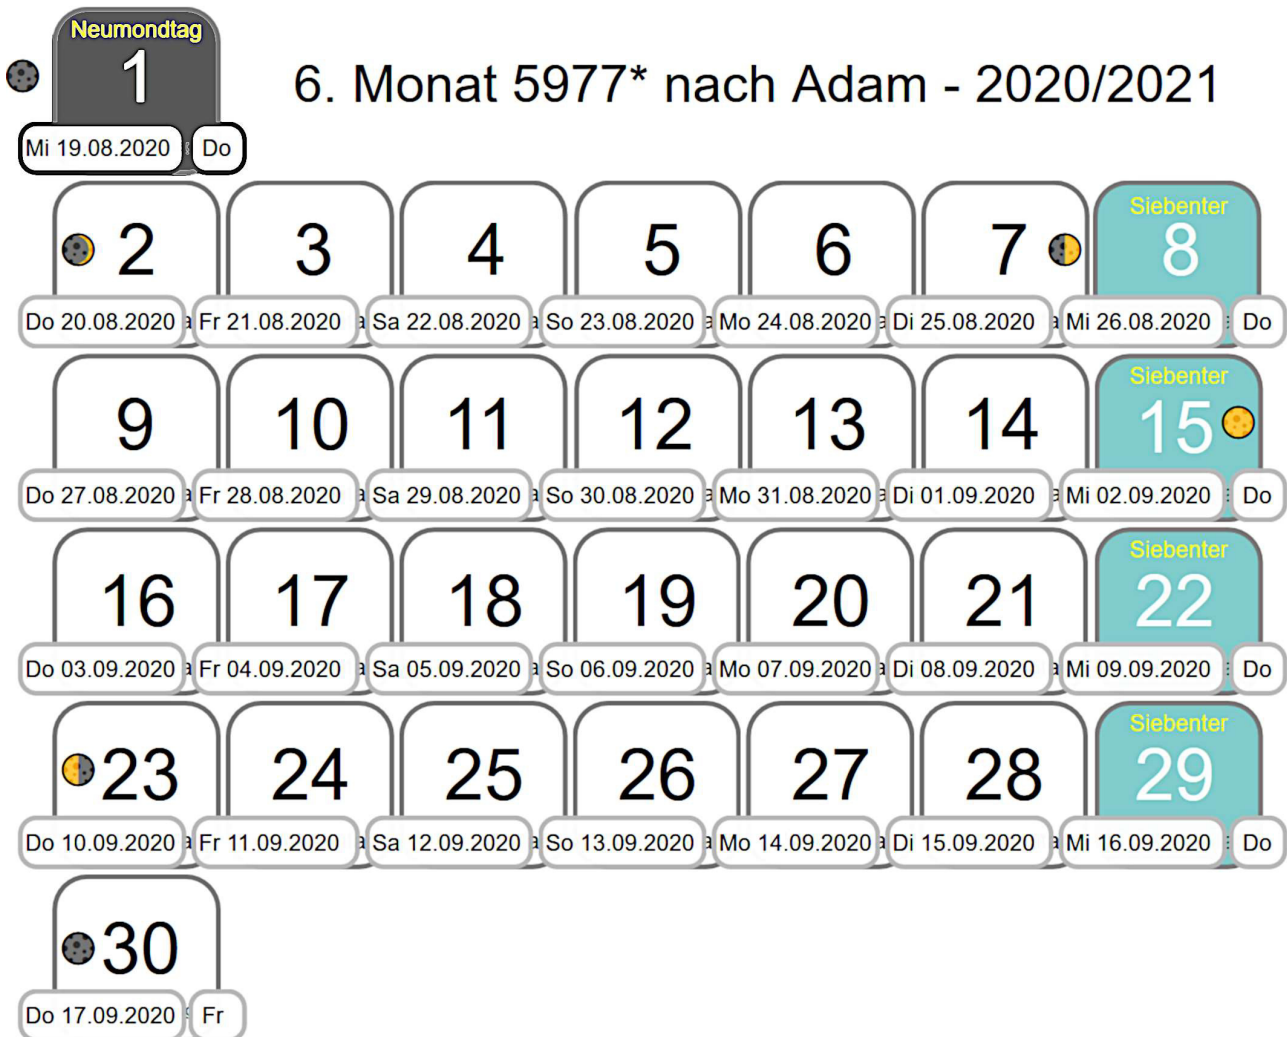 Neumondtag
1
6. Monat 5977* nach Adam - 2020/2021
Mi 19.08.2020 Do
Siebenter
2 3 4 5 6 7 8
Do 20.08.2020 Fr 21.08.2020 Sa 22.08.2020 So 23.08.2020 Mo 24.08.2020 Di 25.08.2020 Mi 26.08.2020 Do
Siebenter
9 10 11 12 13 14 15
Do 27.08.2020 Fr 28.08.2020 Sa 29.08.2020 So 30.08.2020 Mo 31.08.2020 Di 01.09.2020 Mi 02.09.2020 Do
Siebenter
16 17 18 19 20 21 22
Do 03.09.2020 Fr 04.09.2020 Sa 05.09.2020 So 06.09.2020 Mo 07.09.2020 Di 08.09.2020 Mi 09.09.2020 Do
Siebenter
23 24 25 26 27 28 29
Do 10.09.2020 Fr 11.09.2020 Sa 12.09.2020 So 13.09.2020 Mo 14.09.2020 Di 15.09.2020 Mi 16.09.2020 Do
30
Do 17.09.2020 Fr